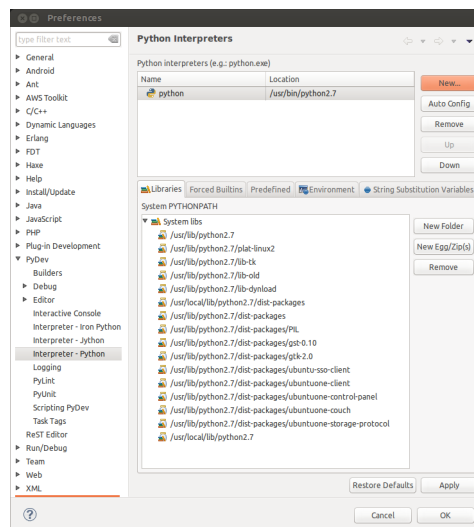 Preferences
type filter text
General
Android
Ant
AWS Toolkit
C/C++
Dynamic Languages
Erlang
FDT
Haxe
Help
Install/Update
Java
JavaScript
PHP
Plug-in Development
PyDev
Builders
Debug
Editor
Interactive Console
Interpreter - Iron Python
Interpreter - Jython
Interpreter - Python
Logging
PyLint
PyUnit
Scripting PyDev
Task Tags
ReST Editor
Run/Debug
Team
Web
XML
Python Interpreters
Python interpreters (e.g.: python.exe)
Name Location
python /usr/bin/python2.7
New...
Auto Config
Remove
Up
Down
Libraries Forced Builtins Predefined Environment String Substitution Variables
System PYTHONPATH
System libs
/usr/lib/python2.7
/usr/lib/python2.7/plat-linux2
/usr/lib/python2.7/lib-tk
/usr/lib/python2.7/lib-old
/usr/lib/python2.7/lib-dynload
/usr/local/lib/python2.7/dist-packages
/usr/lib/python2.7/dist-packages
/usr/lib/python2.7/dist-packages/PIL
/usr/lib/python2.7/dist-packages/gst-0.10
/usr/lib/python2.7/dist-packages/gtk-2.0
/usr/lib/python2.7/dist-packages/ubuntu-sso-client
/usr/lib/python2.7/dist-packages/ubuntuone-client
/usr/lib/python2.7/dist-packages/ubuntuone-control-panel
/usr/lib/python2.7/dist-packages/ubuntuone-couch
/usr/lib/python2.7/dist-packages/ubuntuone-storage-protocol
/usr/local/lib/python2.7
New Folder
New Egg/Zip(s)
Remove
Restore Defaults Apply
Cancel OK